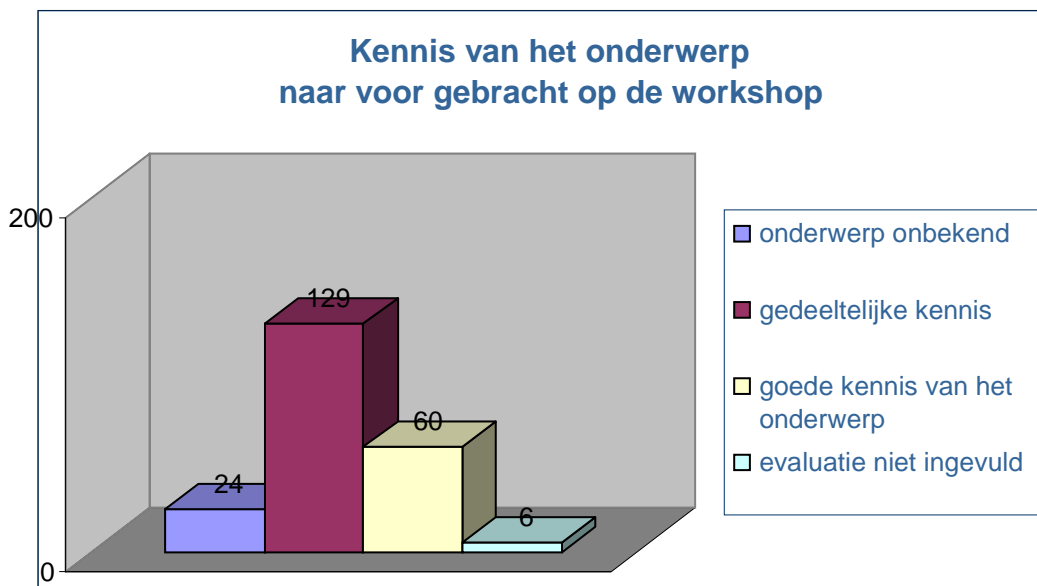 Kennis van het onderwerp
naar voor gebracht op de workshop
200
0
24
129
60
6
onderwerp onbekend
gedeeltelijke kennis
goede kennis van het
onderwerp
evaluatie niet ingevuld